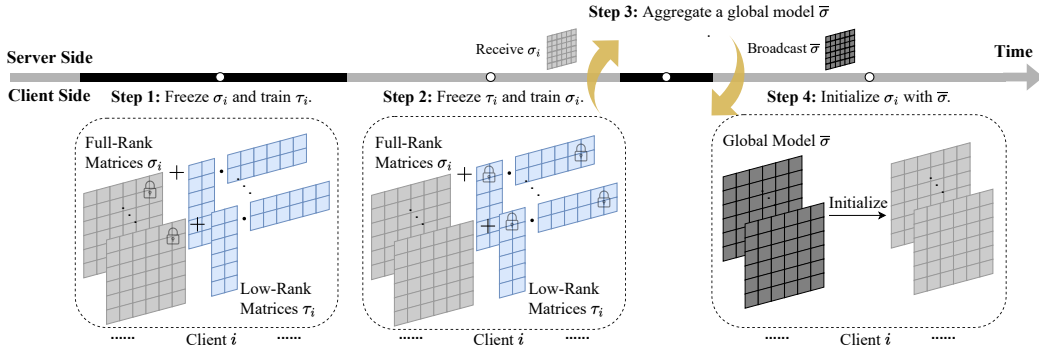 Step 3: Aggregate a global model σ̅
Receive σᵢ
Broadcast σ̅
Server Side
Time
Client Side
Step 1: Freeze σᵢ and train τᵢ.
Step 2: Freeze τᵢ and train σᵢ.
Step 4: Initialize σᵢ with σ̅.
Full-Rank
Matrices σᵢ
Low-Rank
Matrices τᵢ
Full-Rank
Matrices σᵢ
Low-Rank
Matrices τᵢ
Global Model σ̅
Initialize
...... Client i ......
...... Client i ......
...... Client i ......